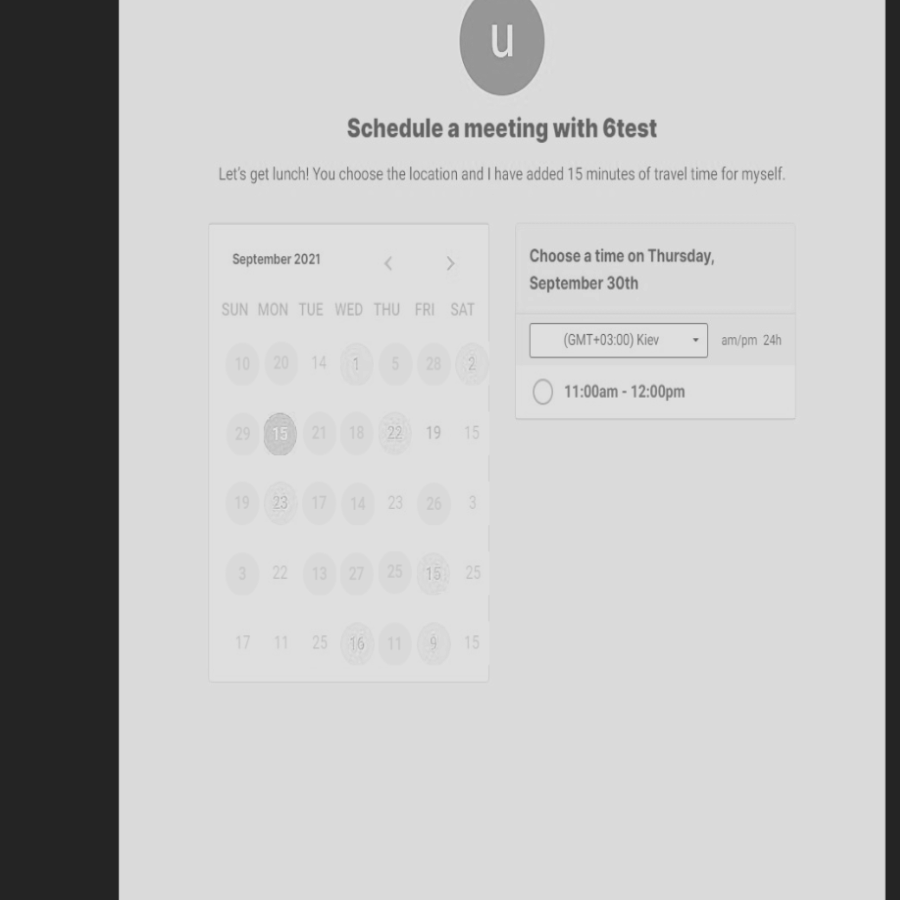 u
Schedule a meeting with 6test
Let's get lunch! You choose the location and I have added 15 minutes of travel time for myself.
September 2021
SUN MON TUE WED THU FRI SAT
10 20 14 1 5 28 2
29 15 21 18 22 19 15
19 23 17 14 23 26 3
3 22 13 27 25 15 25
17 11 25 16 11 9 15
Choose a time on Thursday,
September 30th
(GMT+03:00) Kiev am/pm 24h
11:00am - 12:00pm